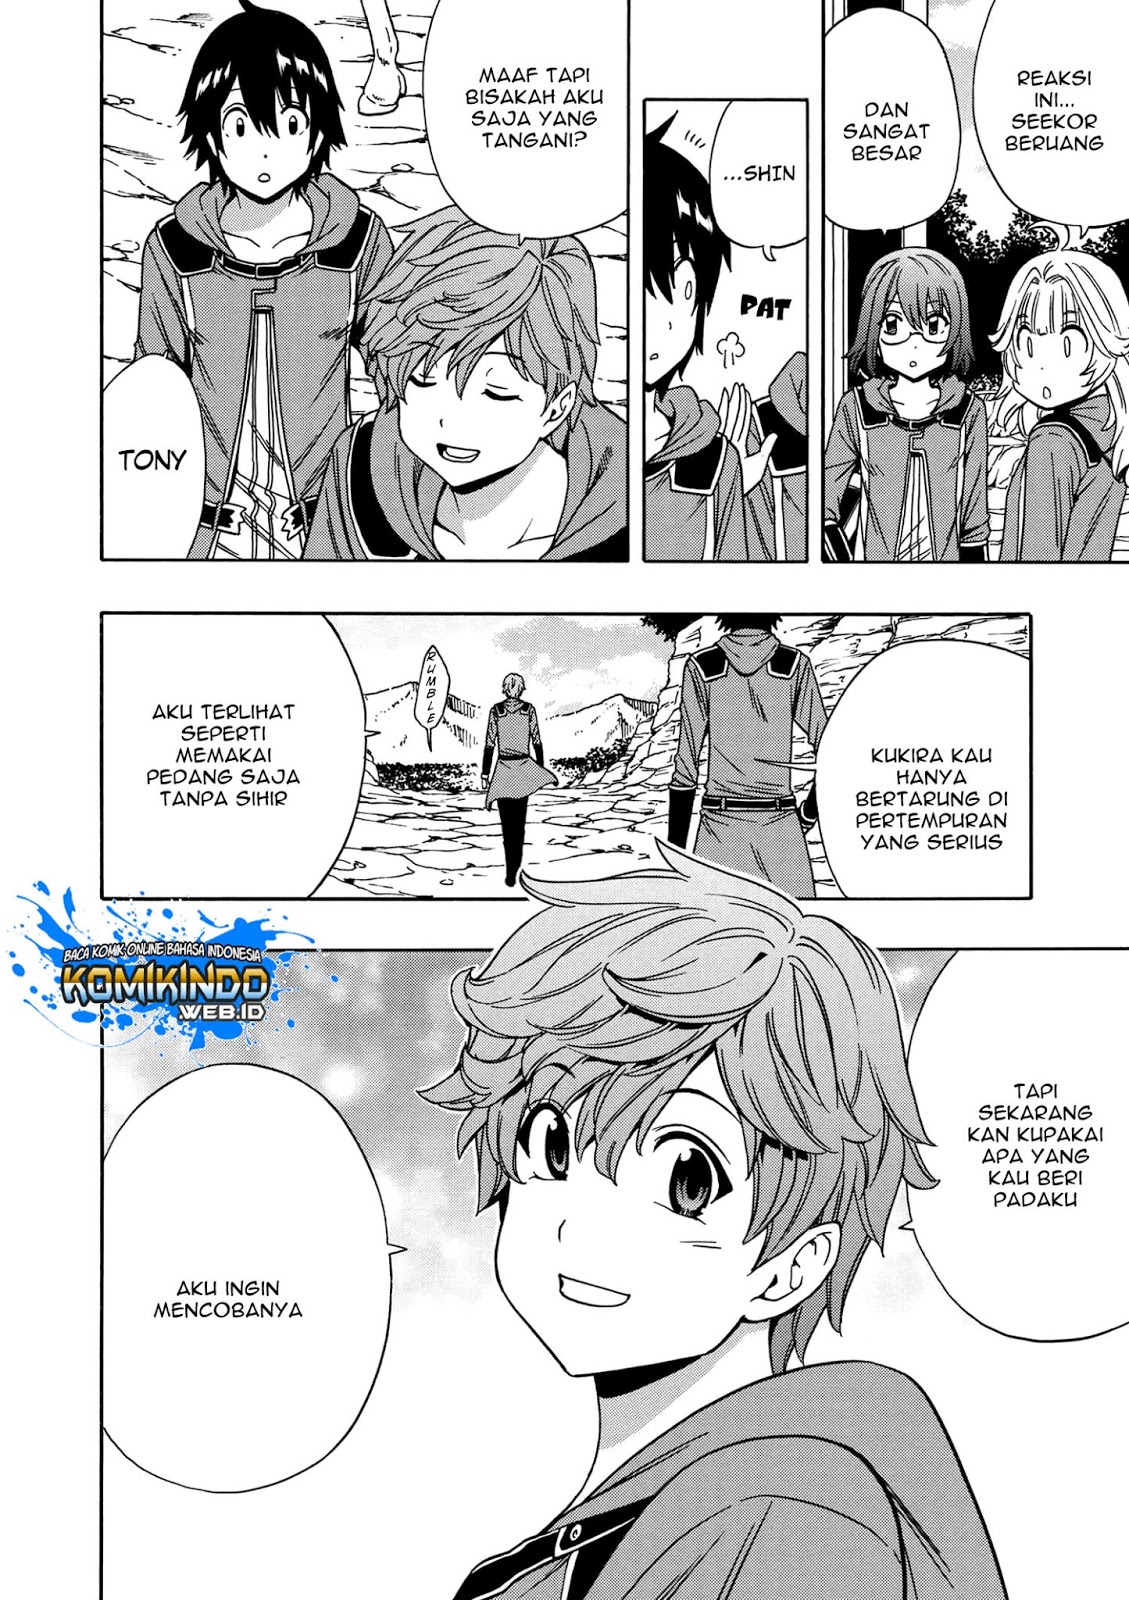 REAKSI
INI...
SEEKOR
BERUANG
DAN
SANGAT
BESAR
...SHIN
PAT
MAAF TAPI
BISAKAH AKU
SAJA YANG
TANGANI?
TONY
KUKIRA KAU
HANYA
BERTARUNG DI
PERTEMPURAN
YANG SERIUS
RUMBLE
AKU TERLIHAT
SEPERTI
MEMAKAI
PEDANG SAJA
TANPA SIHIR
BACA KOMIK ONLINE BAHASA INDONESIA
KOMIKINDO
.WEB.ID
TAPI
SEKARANG
KAN KUPAKAI
APA YANG
KAU BERI
PADAKU
AKU INGIN
MENCOBANYA